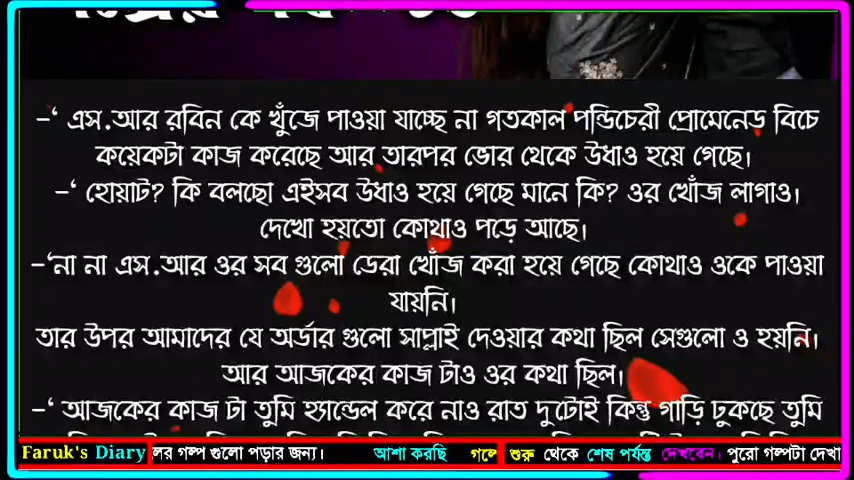 –‘ এস.আর রবিন কে খুঁজে পাওয়া যাচ্ছে না গতকাল পন্ডিচেরী প্রোমেনেড বিচে
কয়েকটা কাজ করেছে আর তারপর ভোর থেকে উধাও হয়ে গেছে।
–‘ হোয়াট? কি বলছো এইসব উধাও হয়ে গেছে মানে কি? ওর খোঁজ লাগাও।
দেখো হয়তো কোথাও পড়ে আছে।
–‘না না এস.আর ওর সব গুলো ডেরা খোঁজ করা হয়ে গেছে কোথাও ওকে পাওয়া
যায়নি।
তার উপর আমাদের যে অর্ডার গুলো সাপ্লাই দেওয়ার কথা ছিল সেগুলো ও হয়নি।
আর আজকের কাজ টাও ওর কথা ছিল।
–‘ আজকের কাজ টা তুমি হ্যান্ডেল করে নাও রাত দুটোই কিন্তু গাড়ি ঢুকছে তুমি
Faruk's Diary লের গল্প গুলো পড়ার জন্য। আশা করছি গল্পে শুরু থেকে শেষ পর্যন্ত দেখবেন। পুরো গল্পটা দেখা